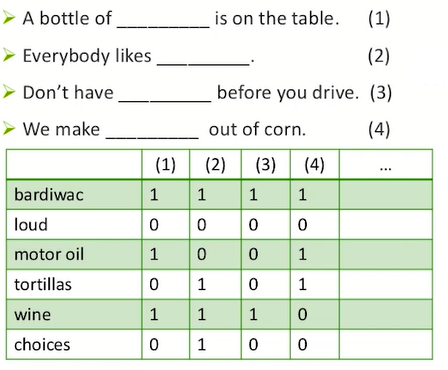 ➢ A bottle of _________ is on the table. (1)
➢ Everybody likes _________. (2)
➢ Don’t have _________ before you drive. (3)
➢ We make _________ out of corn. (4)
(1) (2) (3) (4) ...
bardiwac 1 1 1 1
loud 0 0 0 0
motor oil 1 0 0 1
tortillas 0 1 0 1
wine 1 1 1 0
choices 0 1 0 0